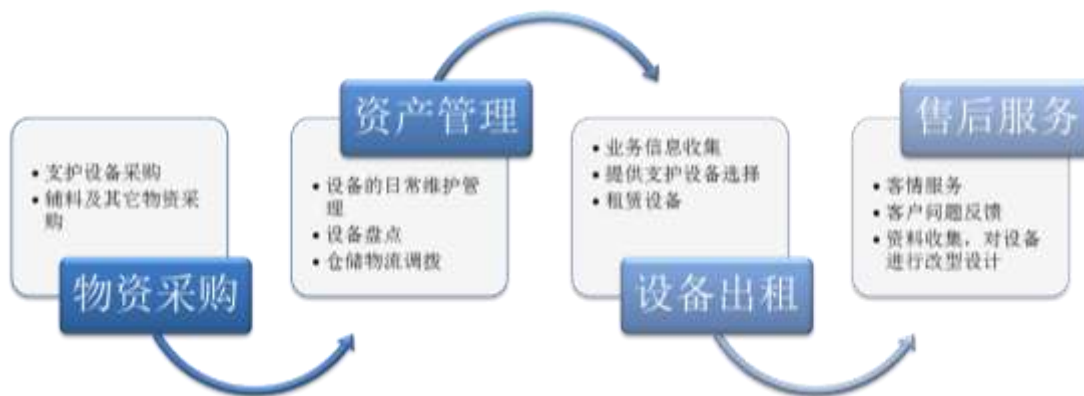 支护设备采购
辅料及其它物资采
购
物资采购
资产管理
设备的日常维护管
理
设备盘点
仓储物流调拨
业务信息收集
提供支护设备选择
租赁设备
设备出租
售后服务
客情服务
客户问题反馈
资料收集，对设备
进行改型设计